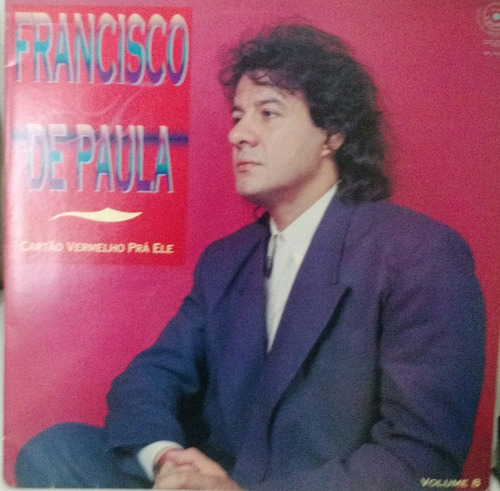 FRANCISCO
DE PAULA
CARTÃO VERMELHO PRÁ ELE
VOLUME 8